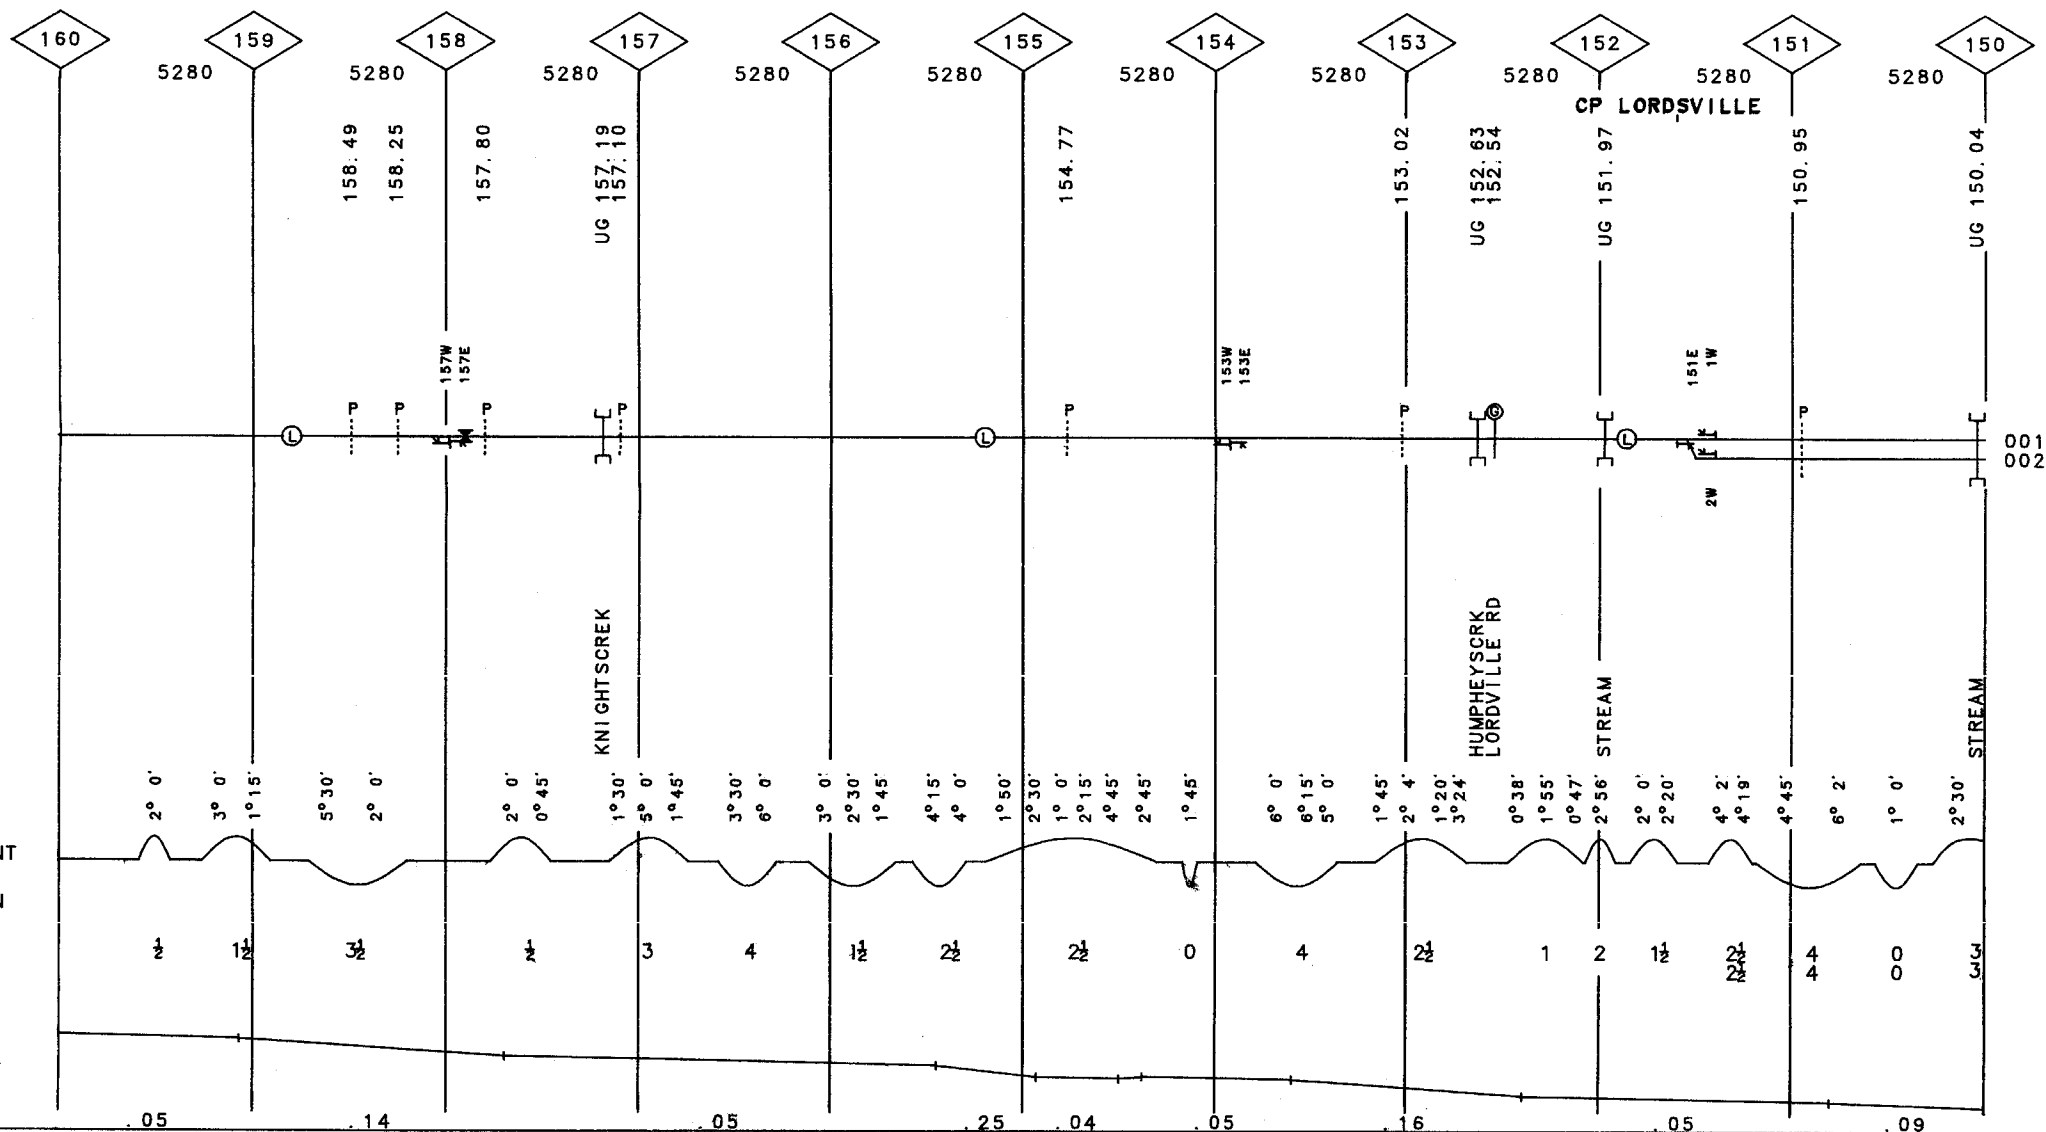 160 159 158 157 156 155 154 153 152 151 150
5280 5280 5280 5280 5280 5280 5280 5280 5280 5280
CP LORDSVILLE
158.49
158.25
157.80
UG 157.19
157.10
154.77
153.02
UG 152.63
152.54
UG 151.97
150.95
UG 150.04
157W
157E
153W
153E
151E
1W
P P P P P P G P
L L L
001
002
2W
KNIGHTSCREK
HUMPHEYSCRK
LORDVILLE RD
STREAM
STREAM
2° 0'
3° 0'
1°15'
5°30'
2° 0'
2° 0'
0°45'
1°30'
5° 0'
1°45'
3°30'
6° 0'
3° 0'
2°30'
1°45'
4°15'
4° 0'
1°50'
2°30'
1° 0'
2°15'
4°45'
2°45'
1°45'
6° 0'
6°15'
5° 0'
1°45'
2° 4'
1°20'
3°24'
0°38'
1°55'
0°47'
2°56'
2° 0'
2°20'
4° 2'
4°19'
4°45'
6° 2'
1° 0'
2°30'
NT
N
½ 1½ 3½ ½ 3 4 1½ 2½ 2½ 0 4 2½ 1 2 1½ 2½ 4 0 3
2½ 4 0 3
.05 .14 .05 .25 .04 .05 .16 .05 .09